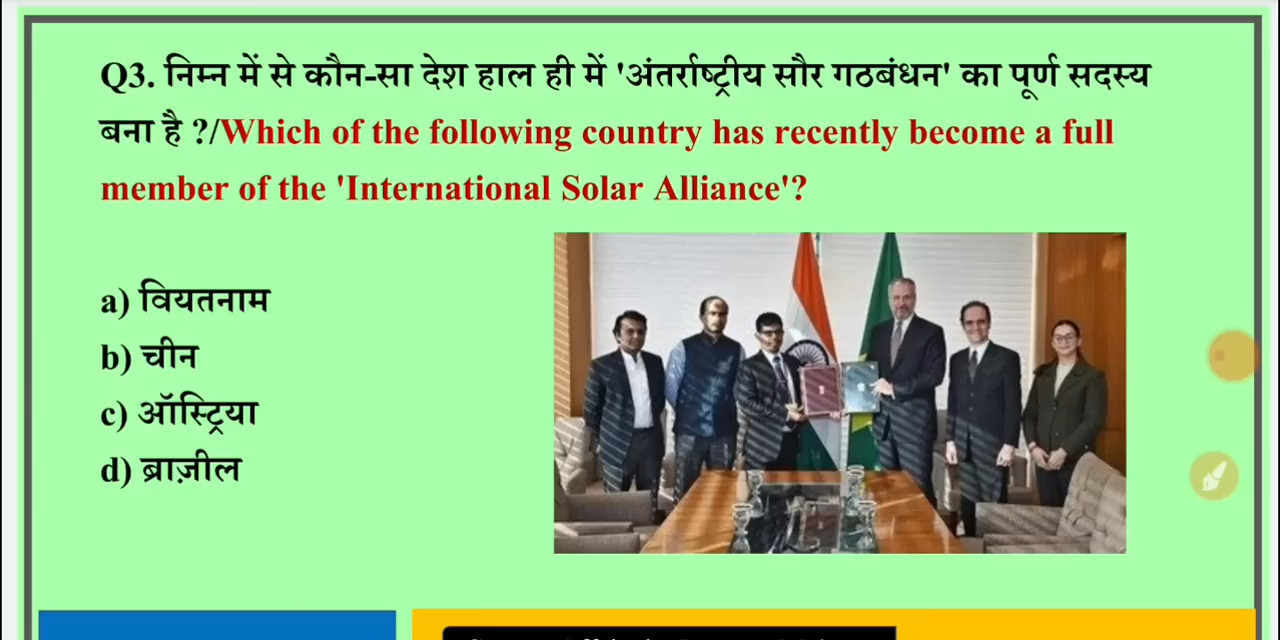 Q3. निम्न में से कौन-सा देश हाल ही में 'अंतर्राष्ट्रीय सौर गठबंधन' का पूर्ण सदस्य
बना है ?/Which of the following country has recently become a full
member of the 'International Solar Alliance'?
a) वियतनाम
b) चीन
c) ऑस्ट्रिया
d) ब्राज़ील